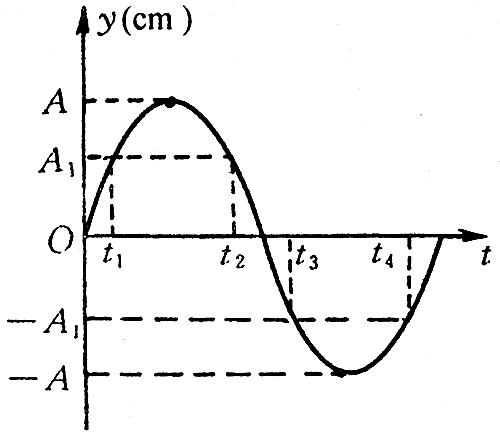 y(cm)
A
A₁
O
t₁
t₂
t₃
t₄
t
−A₁
−A